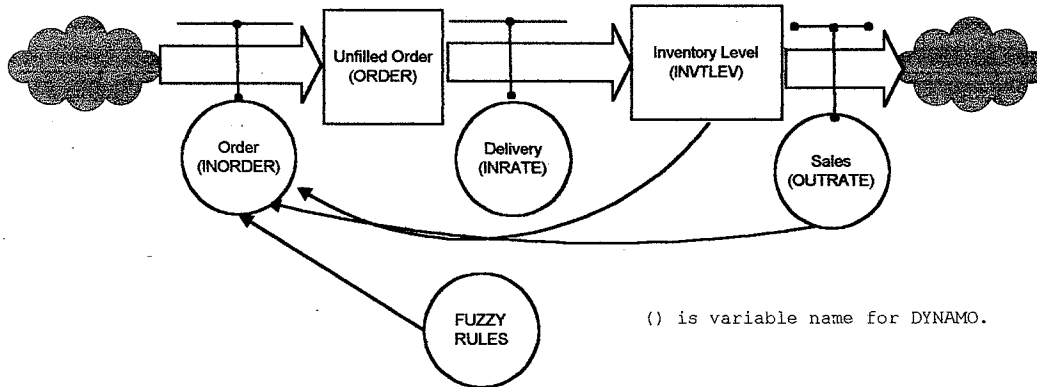 Unfilled Order
(ORDER)
Inventory Level
(INVTLEV)
Order
(INORDER)
Delivery
(INRATE)
Sales
(OUTRATE)
FUZZY
RULES
() is variable name for DYNAMO.